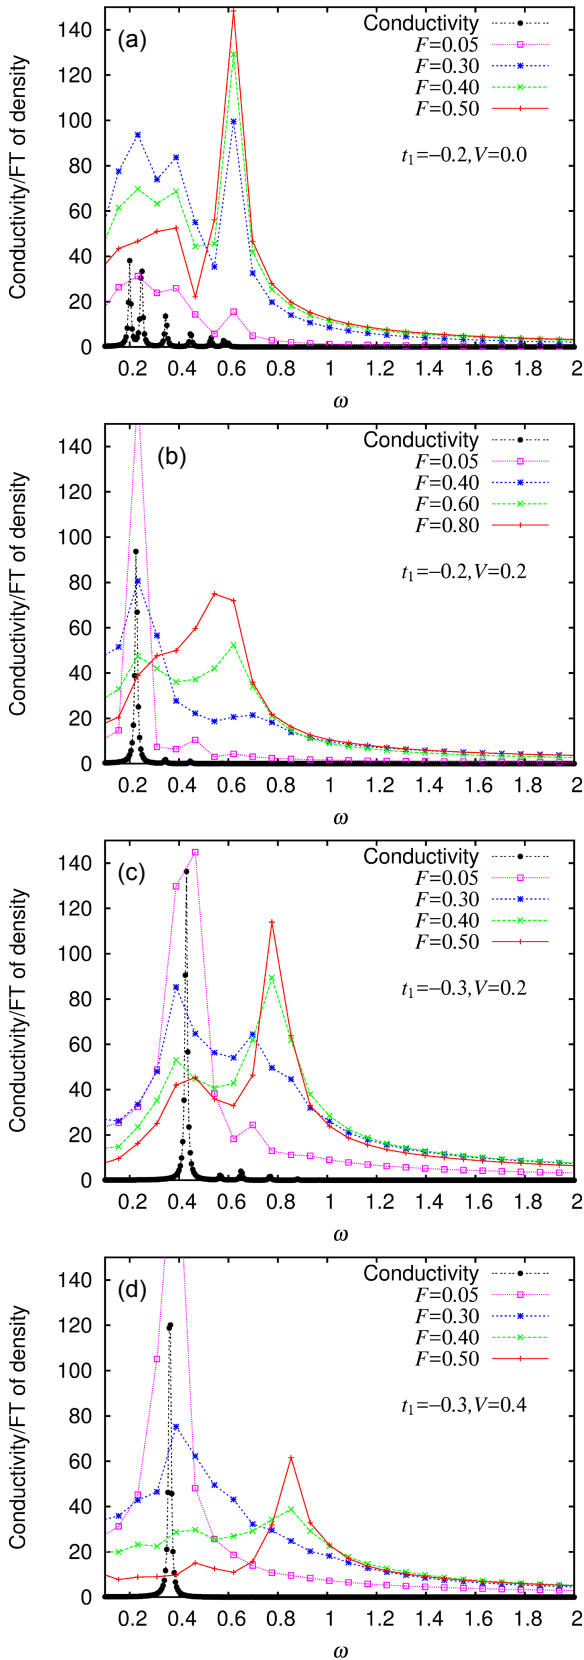 (a)
Conductivity
F=0.05
F=0.30
F=0.40
F=0.50
t1=−0.2,V=0.0
Conductivity/FT of density
140
120
100
80
60
40
20
0
0.2 0.4 0.6 0.8 1 1.2 1.4 1.6 1.8 2
ω
(b)
Conductivity
F=0.05
F=0.40
F=0.60
F=0.80
t1=−0.2,V=0.2
Conductivity/FT of density
140
120
100
80
60
40
20
0
0.2 0.4 0.6 0.8 1 1.2 1.4 1.6 1.8 2
ω
(c)
Conductivity
F=0.05
F=0.30
F=0.40
F=0.50
t1=−0.3,V=0.2
Conductivity/FT of density
140
120
100
80
60
40
20
0
0.2 0.4 0.6 0.8 1 1.2 1.4 1.6 1.8 2
ω
(d)
Conductivity
F=0.05
F=0.30
F=0.40
F=0.50
t1=−0.3,V=0.4
Conductivity/FT of density
140
120
100
80
60
40
20
0
0.2 0.4 0.6 0.8 1 1.2 1.4 1.6 1.8 2
ω